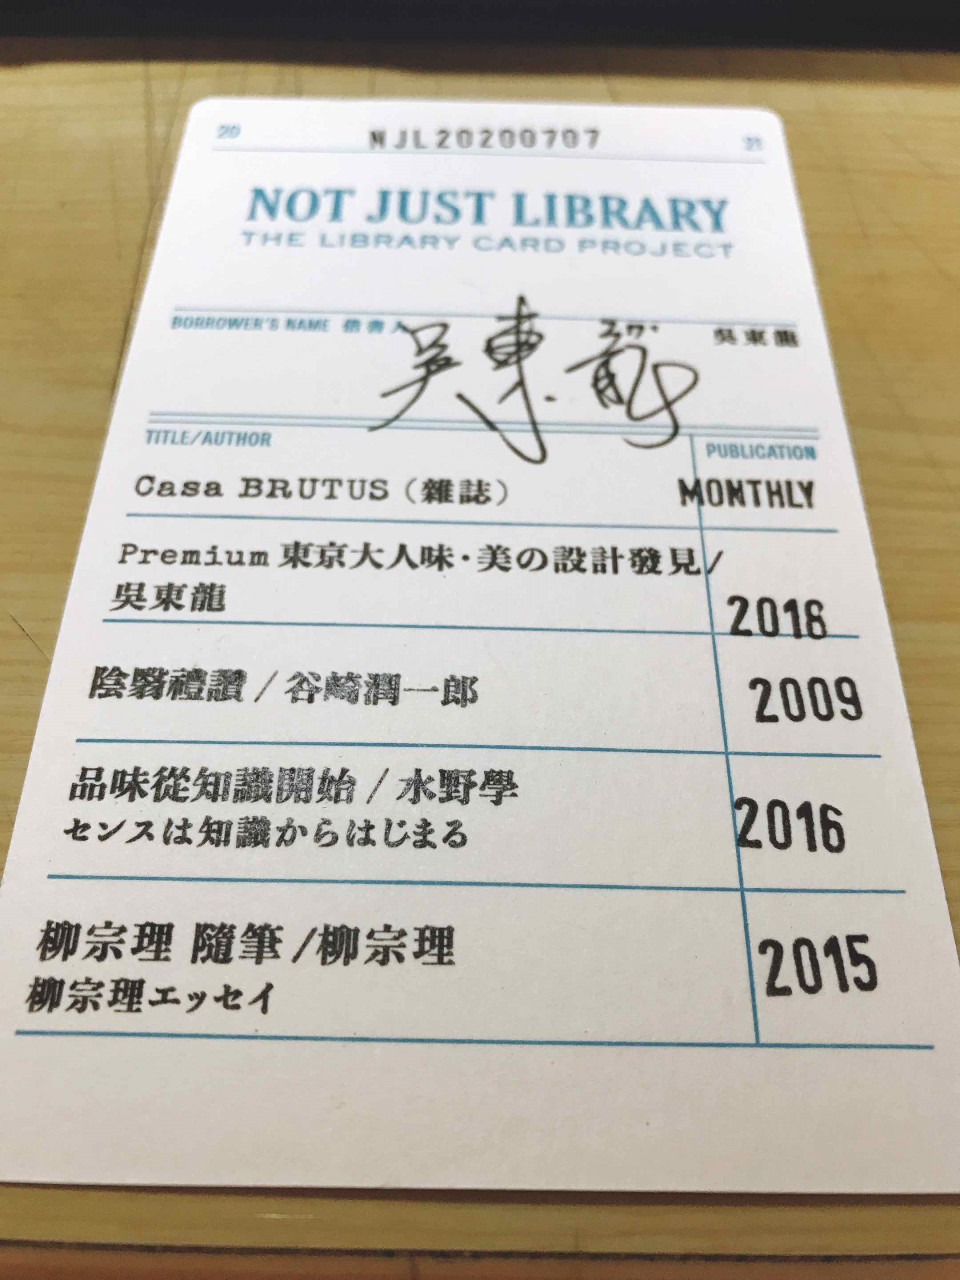 20 NJL20200707 21
NOT JUST LIBRARY
THE LIBRARY CARD PROJECT
BORROWER'S NAME 借書人 吳東龍 吳東龍
TITLE/AUTHOR PUBLICATION
Casa BRUTUS（雜誌） MONTHLY
Premium 東京大人味·美の設計發見/
吳東龍 2016
陰翳禮讚 / 谷崎潤一郎 2009
品味從知識開始 / 水野學
センスは知識からはじまる 2016
柳宗理 隨筆 /柳宗理
柳宗理エッセイ 2015